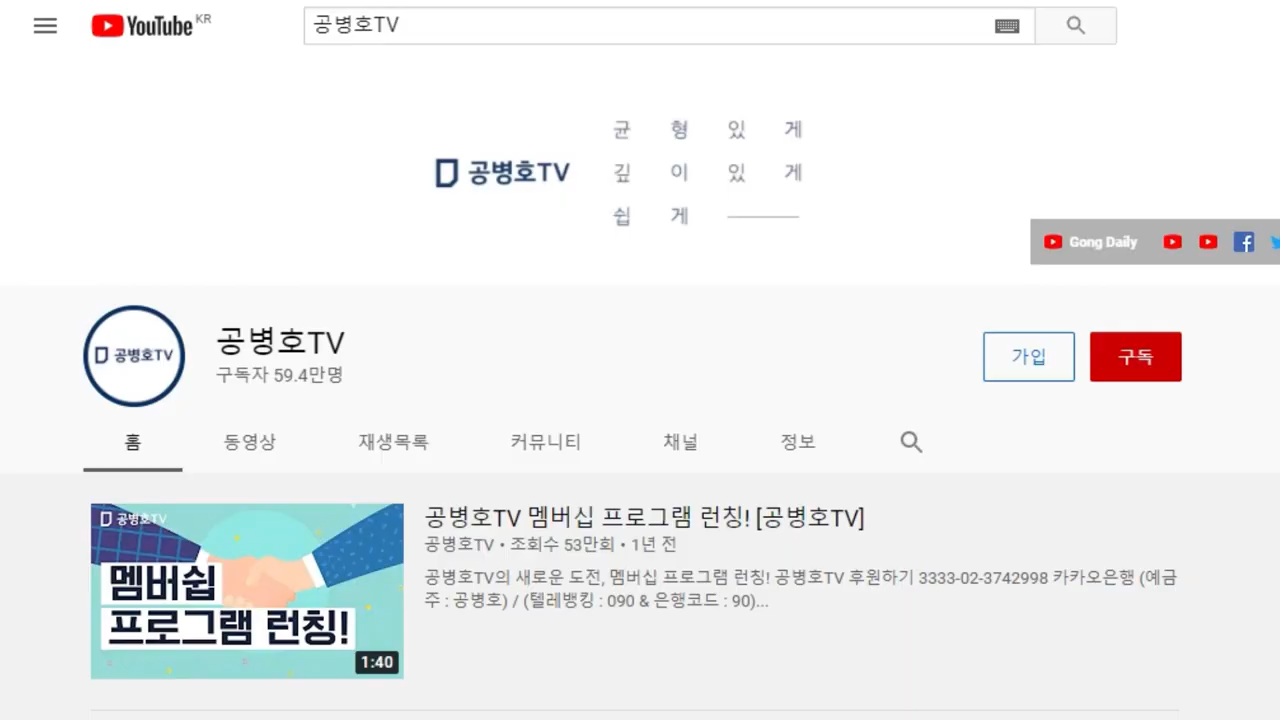 YouTube KR
공병호TV
균 형 있 게
공병호TV
깊 이 있 게
쉽 게
Gong Daily
공병호TV
공병호TV
구독자 59.4만명
가입
구독
홈
동영상
재생목록
커뮤니티
채널
정보
공병호TV
멤버쉽
프로그램 런칭!
1:40
공병호TV 멤버십 프로그램 런칭! [공병호TV]
공병호TV • 조회수 53만회 • 1년 전
공병호TV의 새로운 도전, 멤버십 프로그램 런칭! 공병호TV 후원하기 3333-02-3742998 카카오은행 (예금
주 : 공병호) / (텔레뱅킹 : 090 & 은행코드 : 90)...